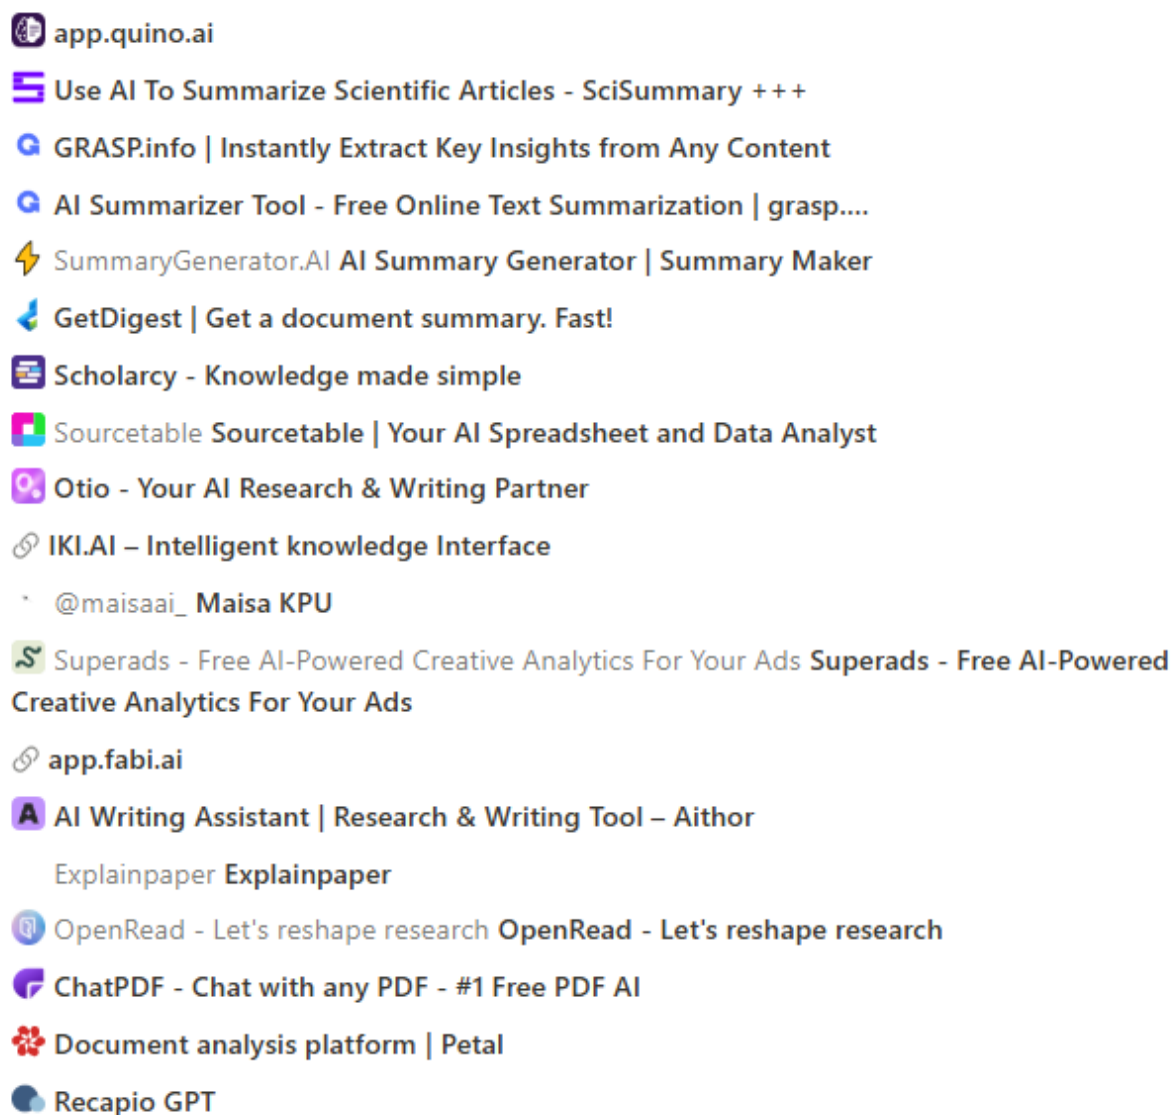 app.quino.ai
Use AI To Summarize Scientific Articles - SciSummary +++
GRASP.info | Instantly Extract Key Insights from Any Content
AI Summarizer Tool - Free Online Text Summarization | grasp....
SummaryGenerator.AI AI Summary Generator | Summary Maker
GetDigest | Get a document summary. Fast!
Scholarcy - Knowledge made simple
Sourcetable Sourcetable | Your AI Spreadsheet and Data Analyst
Otio - Your AI Research & Writing Partner
IKI.AI – Intelligent knowledge Interface
@maisaai_ Maisa KPU
Superads - Free AI-Powered Creative Analytics For Your Ads Superads - Free AI-Powered
Creative Analytics For Your Ads
app.fabi.ai
AI Writing Assistant | Research & Writing Tool – Aithor
Explainpaper Explainpaper
OpenRead - Let's reshape research OpenRead - Let's reshape research
ChatPDF - Chat with any PDF - #1 Free PDF AI
Document analysis platform | Petal
Recapio GPT